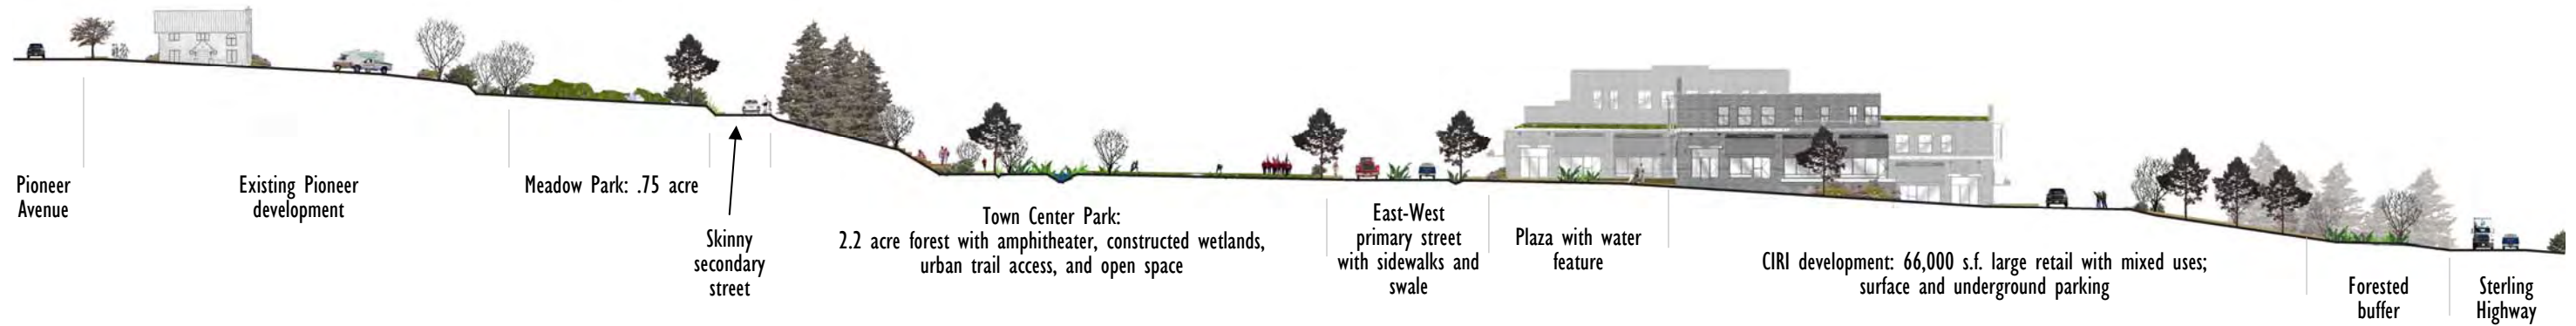 Pioneer
Avenue
Existing Pioneer
development
Meadow Park: .75 acre
Skinny
secondary
street
Town Center Park:
2.2 acre forest with amphitheater, constructed wetlands,
urban trail access, and open space
East-West
primary street
with sidewalks and
swale
Plaza with water
feature
CIRI development: 66,000 s.f. large retail with mixed uses;
surface and underground parking
Forested
buffer
Sterling
Highway